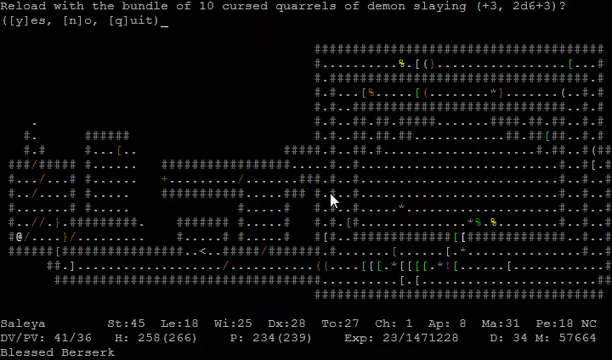 Reload with the bundle of 10 cursed quarrels of demon slaying (+3, 2d6+3)?
([y]es, [n]o, [q]uit)_
Saleya St:45 Le:18 Wi:25 Dx:28 To:27 Ch: 1 Ap: 8 Ma:31 Pe:18 NC
DV/PV: 41/36 H: 258(266) P: 234(239) Exp: 23/1471228 D: 34 M: 57664
Blessed Berserk